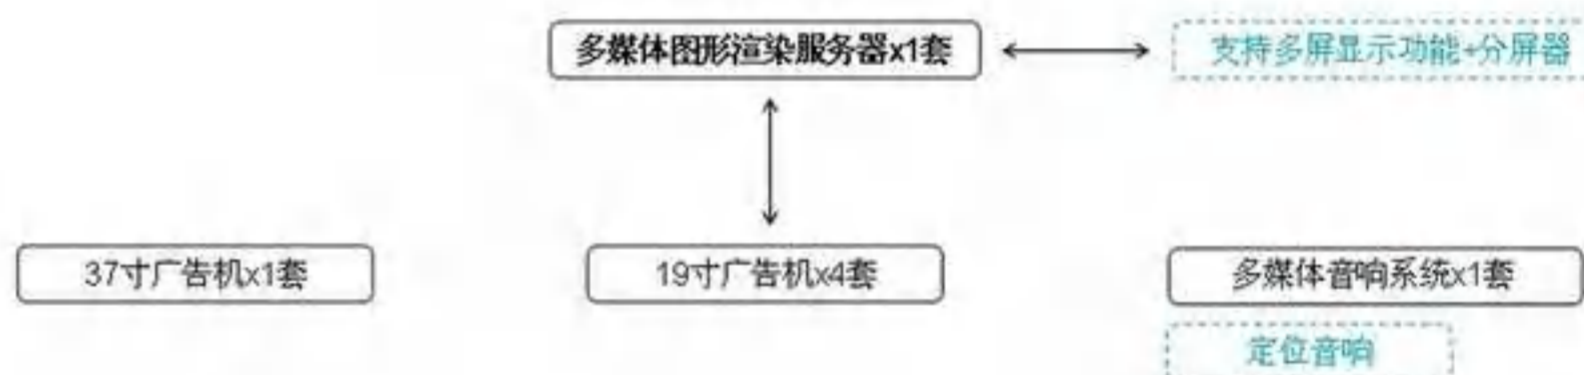 多媒体图形渲染服务器x1套
支持多屏显示功能+分屏器
37寸广告机x1套
19寸广告机x4套
多媒体音响系统x1套
定位音响